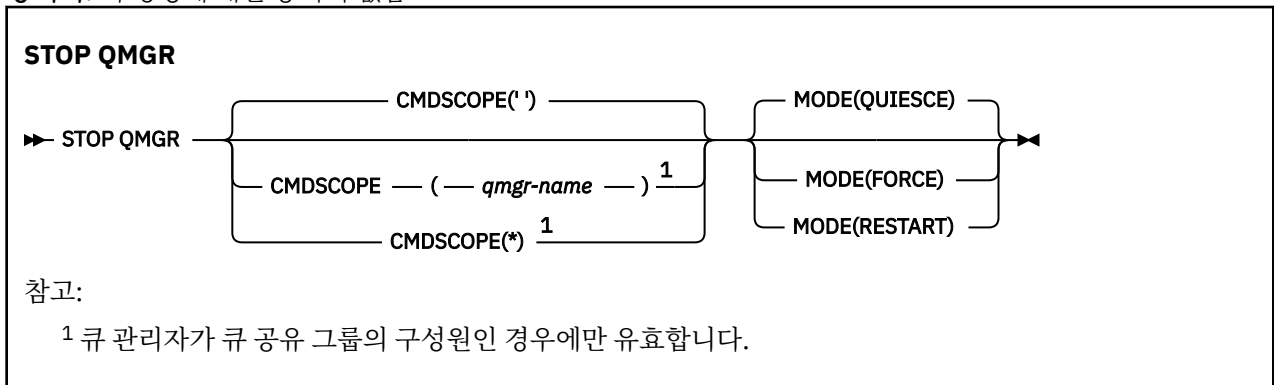 STOP QMGR
CMDSCOPE(' ') MODE(QUIESCE)
STOP QMGR
CMDSCOPE ( qmgr-name ) 1 MODE(FORCE)
CMDSCOPE(*) 1 MODE(RESTART)
참고:
1 큐 관리자가 큐 공유 그룹의 구성원인 경우에만 유효합니다.